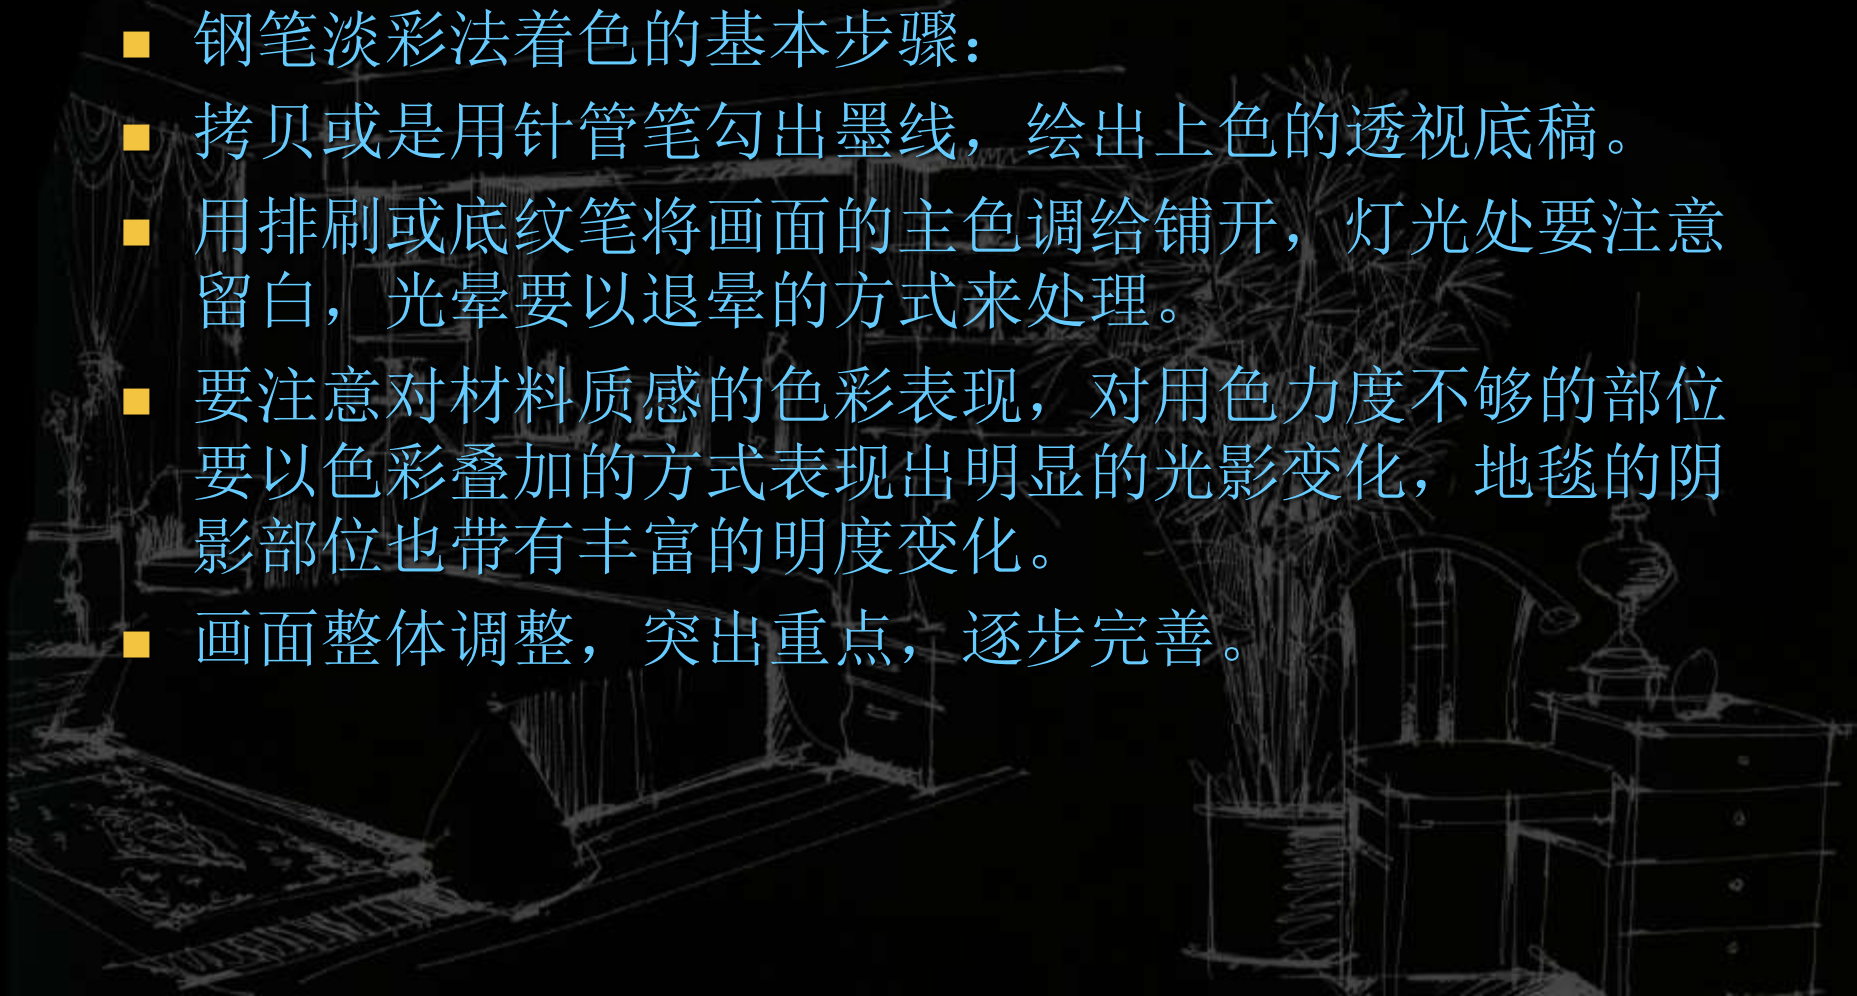 钢笔淡彩法着色的基本步骤：
拷贝或是用针管笔勾出墨线，绘出上色的透视底稿。
用排刷或底纹笔将画面的主色调给铺开，灯光处要注意
留白，光晕要以退晕的方式来处理。
要注意对材料质感的色彩表现，对用色力度不够的部位
要以色彩叠加的方式表现出明显的光影变化，地毯的阴
影部位也带有丰富的明度变化。
画面整体调整，突出重点，逐步完善。